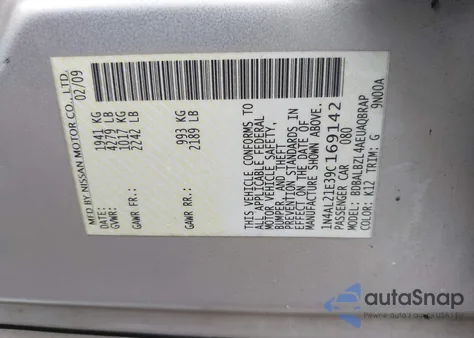 MFD BY NISSAN MOTOR CO., LTD.
02/09
GVWR: 1941 KG
4279 LB
GAWR FR.: 1017 KG
2242 LB
GAWR RR.: 993 KG
2189 LB
THIS VEHICLE CONFORMS TO
ALL APPLICABLE FEDERAL
MOTOR VEHICLE SAFETY,
BUMPER, AND THEFT
PREVENTION STANDARDS IN
EFFECT ON THE DATE OF
MANUFACTURE SHOWN ABOVE.
1N4AL21E39C169142
PASSENGER CAR 080
MODEL: BDBALBZL4AEUAQBRAP
COLOR: K12 TRIM: G 9N00A
autoSnap